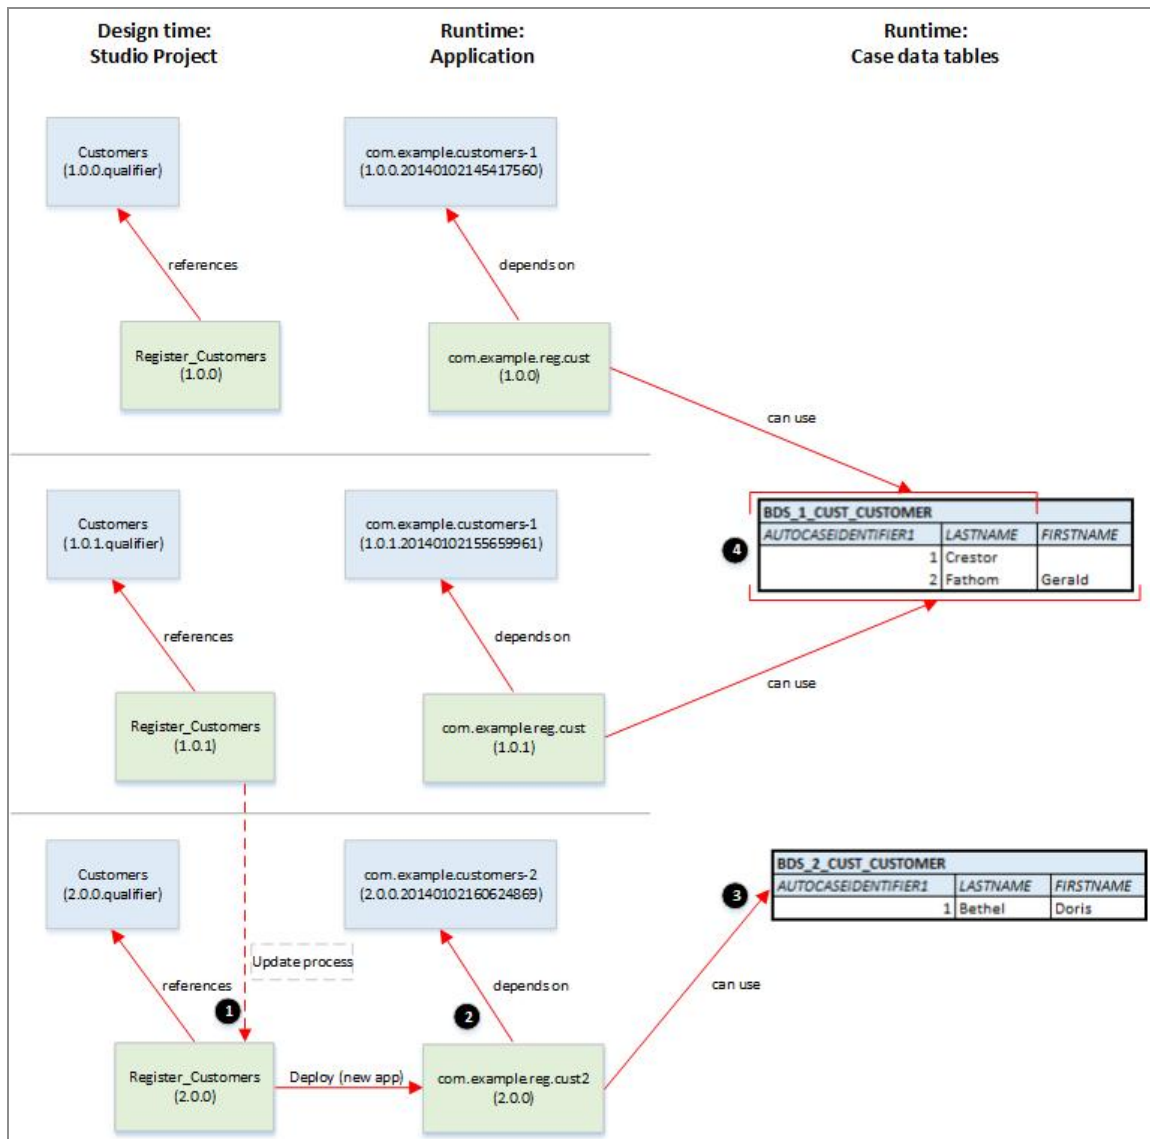 Design time:
Studio Project
Runtime:
Application
Runtime:
Case data tables
Customers
(1.0.0.qualifier)
com.example.customers-1
(1.0.0.20140102145417560)
references
depends on
Register_Customers
(1.0.0)
com.example.reg.cust
(1.0.0)
can use
Customers
(1.0.1.qualifier)
com.example.customers-1
(1.0.1.20140102155659961)
BDS_1_CUST_CUSTOMER
AUTOCASEIDENTIFIER1 LASTNAME FIRSTNAME
4
1 Crestor
2 Fathom Gerald
references
depends on
can use
Register_Customers
(1.0.1)
com.example.reg.cust
(1.0.1)
Customers
(2.0.0.qualifier)
com.example.customers-2
(2.0.0.20140102160624869)
BDS_2_CUST_CUSTOMER
AUTOCASEIDENTIFIER1 LASTNAME FIRSTNAME
3
1 Bethel Doris
Update process
references
depends on
can use
1
2
Register_Customers
(2.0.0)
Deploy (new app)
com.example.reg.cust2
(2.0.0)